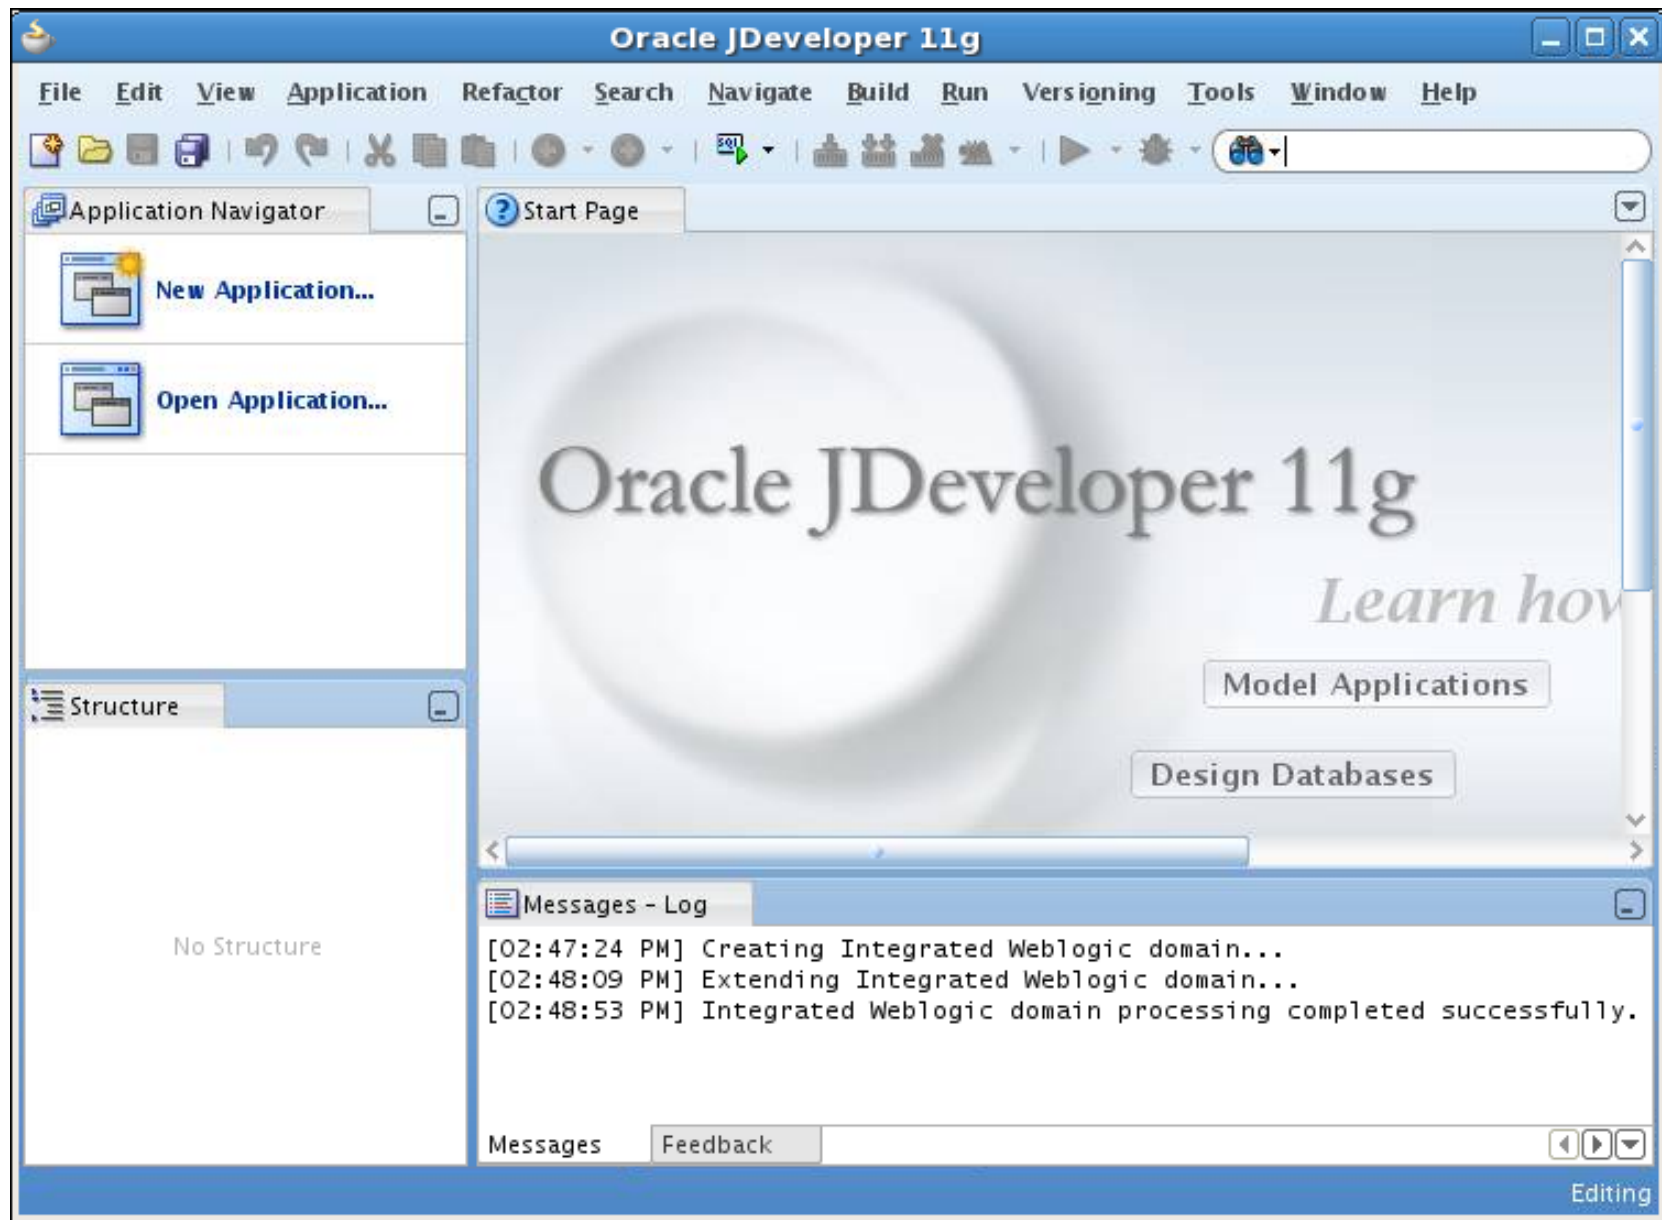 Oracle JDeveloper 11g
File Edit View Application Refactor Search Navigate Build Run Versioning Tools Window Help
SQL
Application Navigator
Start Page
New Application...
Open Application...
Oracle JDeveloper 11g
Learn how
Model Applications
Design Databases
Structure
No Structure
Messages - Log
[02:47:24 PM] Creating Integrated Weblogic domain...
[02:48:09 PM] Extending Integrated Weblogic domain...
[02:48:53 PM] Integrated Weblogic domain processing completed successfully.
Messages Feedback
Editing